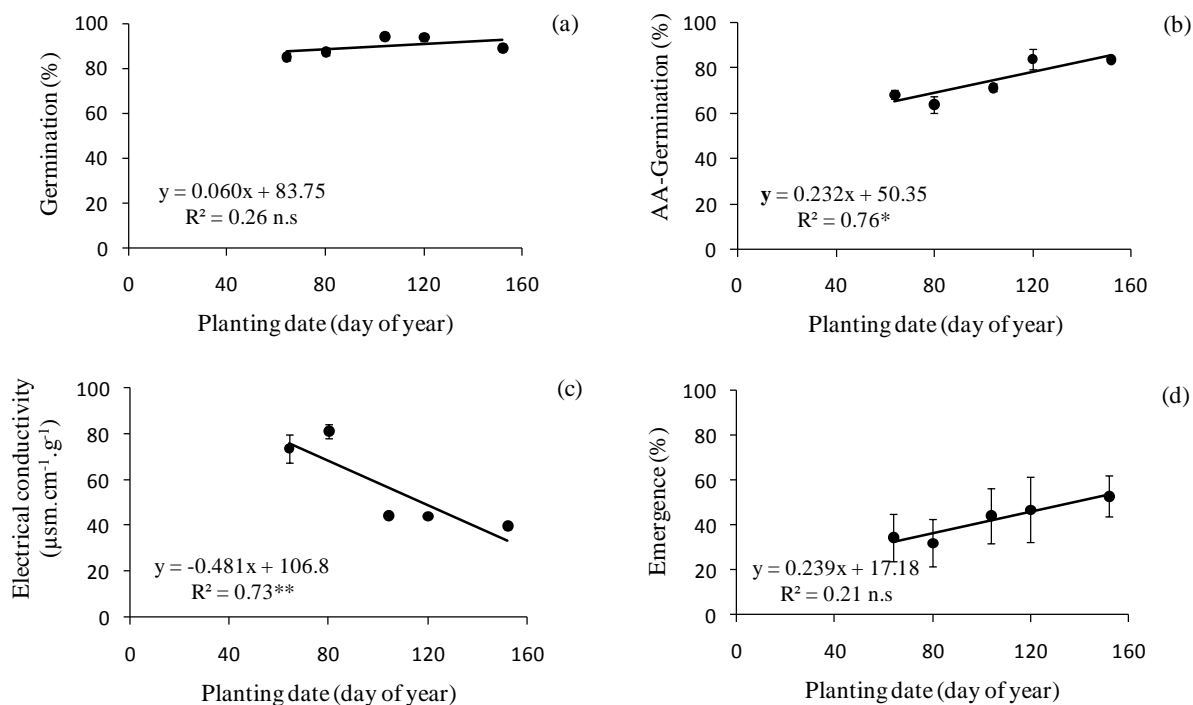 (a)
Germination (%)
100
80
60
40
20
0
y = 0.060x + 83.75
R² = 0.26 n.s
0 40 80 120 160
Planting date (day of year)
(b)
AA-Germination (%)
100
80
60
40
20
0
y = 0.232x + 50.35
R² = 0.76*
0 40 80 120 160
Planting date (day of year)
(c)
Electrical conductivity
(µsm.cm⁻¹.g⁻¹)
100
80
60
40
20
0
y = -0.481x + 106.8
R² = 0.73**
0 40 80 120 160
Planting date (day of year)
(d)
Emergence (%)
100
80
60
40
20
0
y = 0.239x + 17.18
R² = 0.21 n.s
0 40 80 120 160
Planting date (day of year)